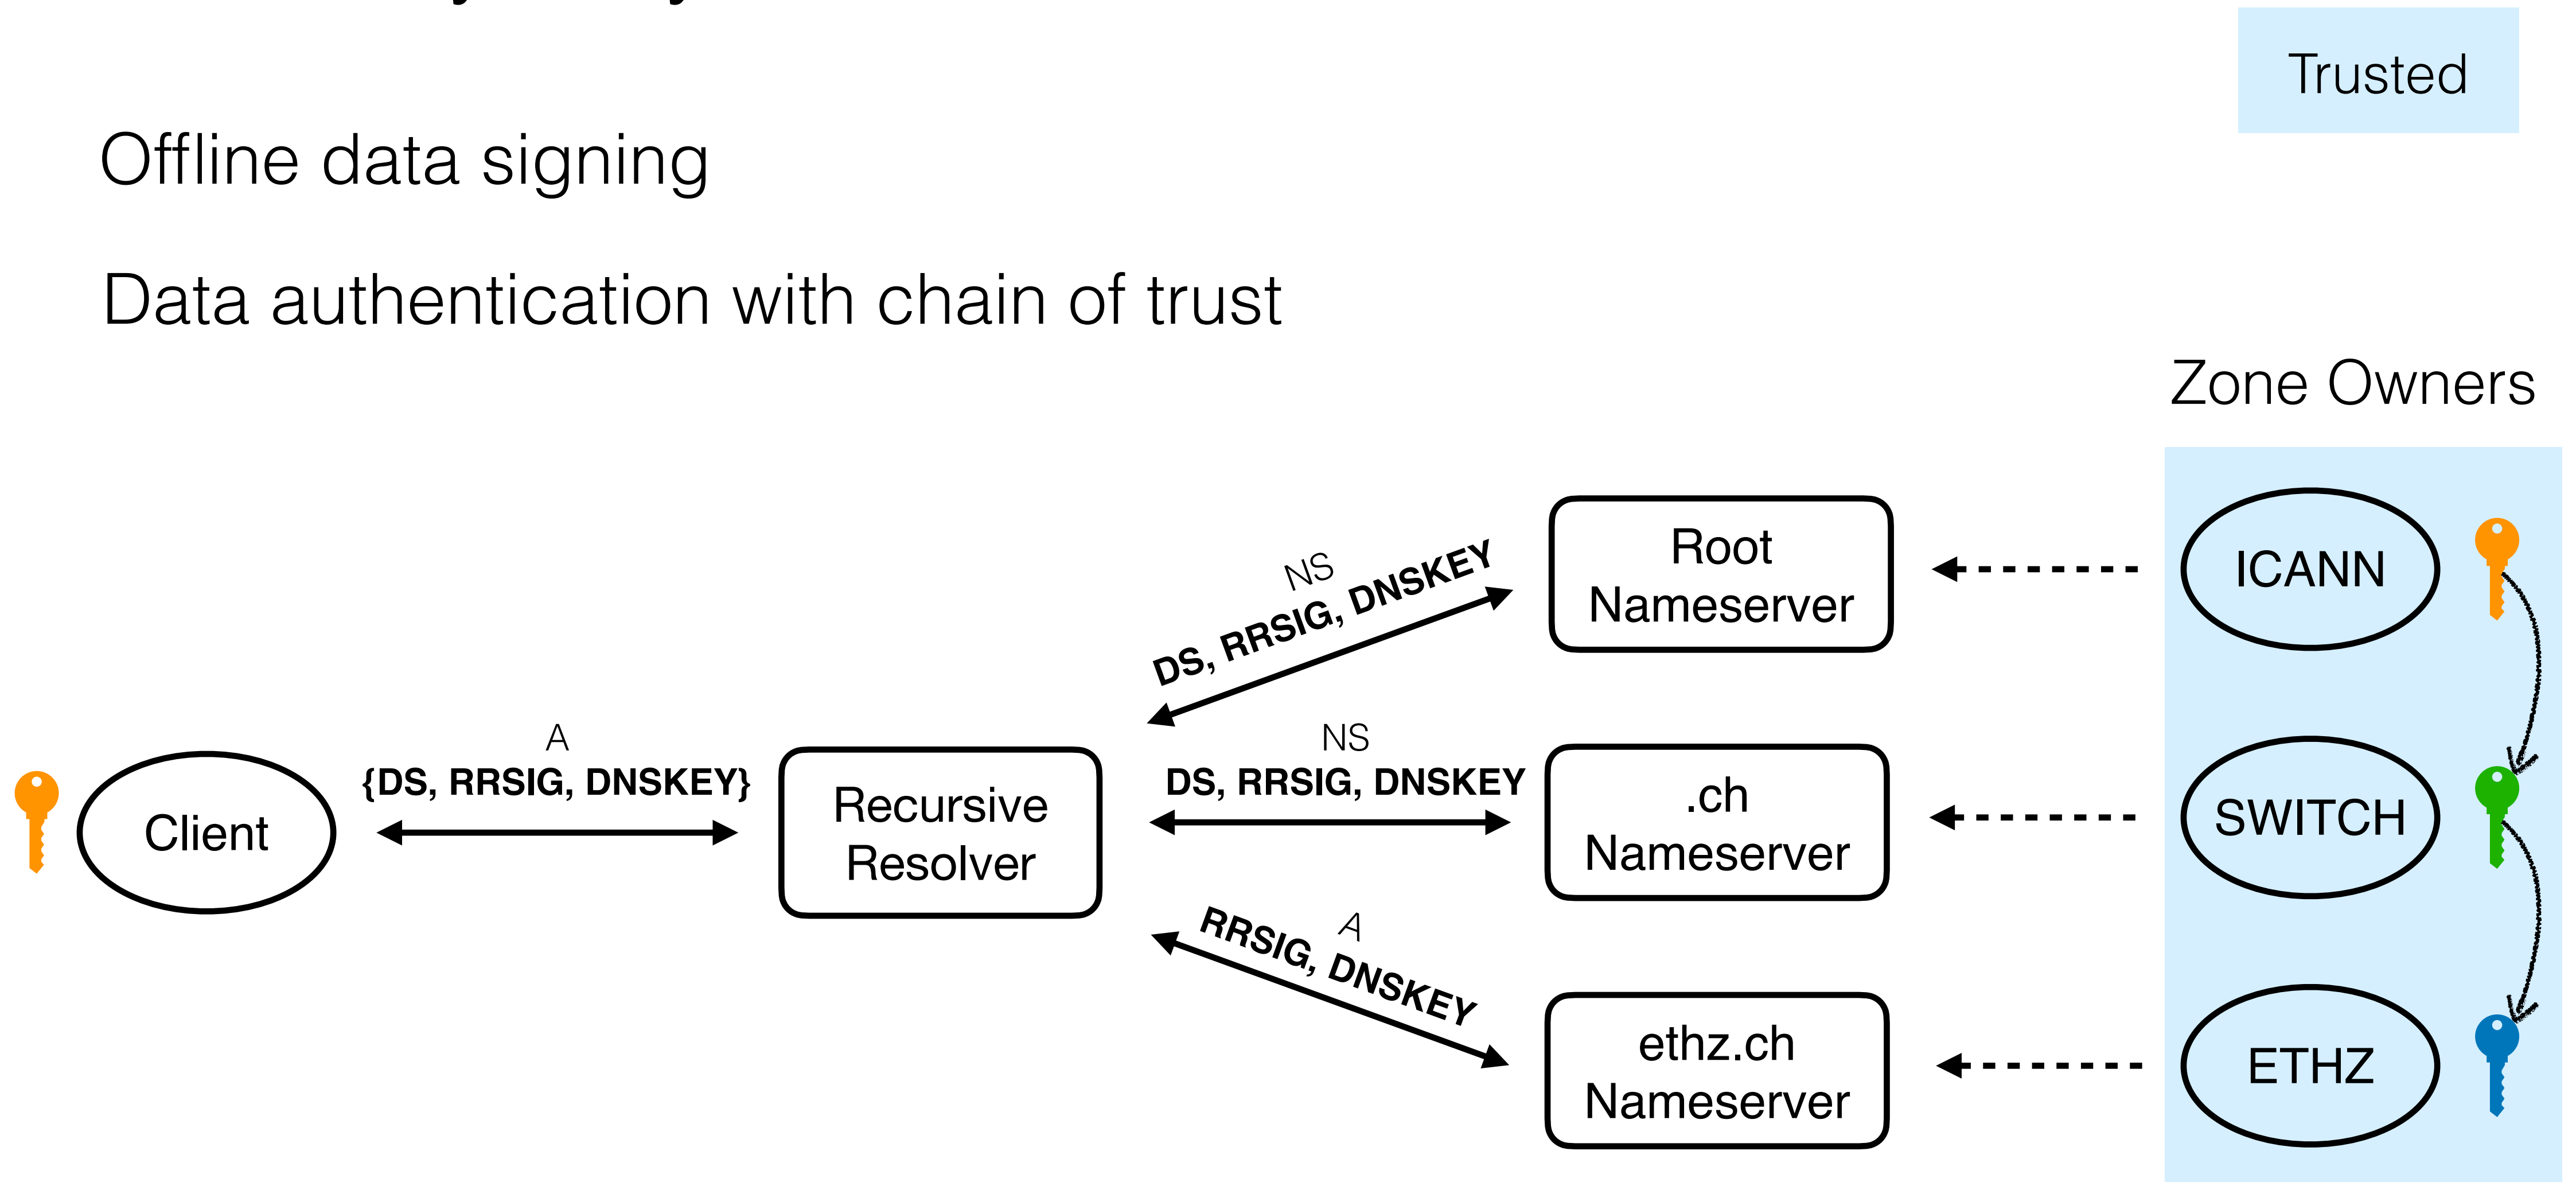 Trusted
Offline data signing
Data authentication with chain of trust
Zone Owners
NS
DS, RRSIG, DNSKEY
Root
Nameserver
ICANN
Client
A
{DS, RRSIG, DNSKEY}
Recursive
Resolver
NS
DS, RRSIG, DNSKEY
.ch
Nameserver
SWITCH
A
RRSIG, DNSKEY
ethz.ch
Nameserver
ETHZ